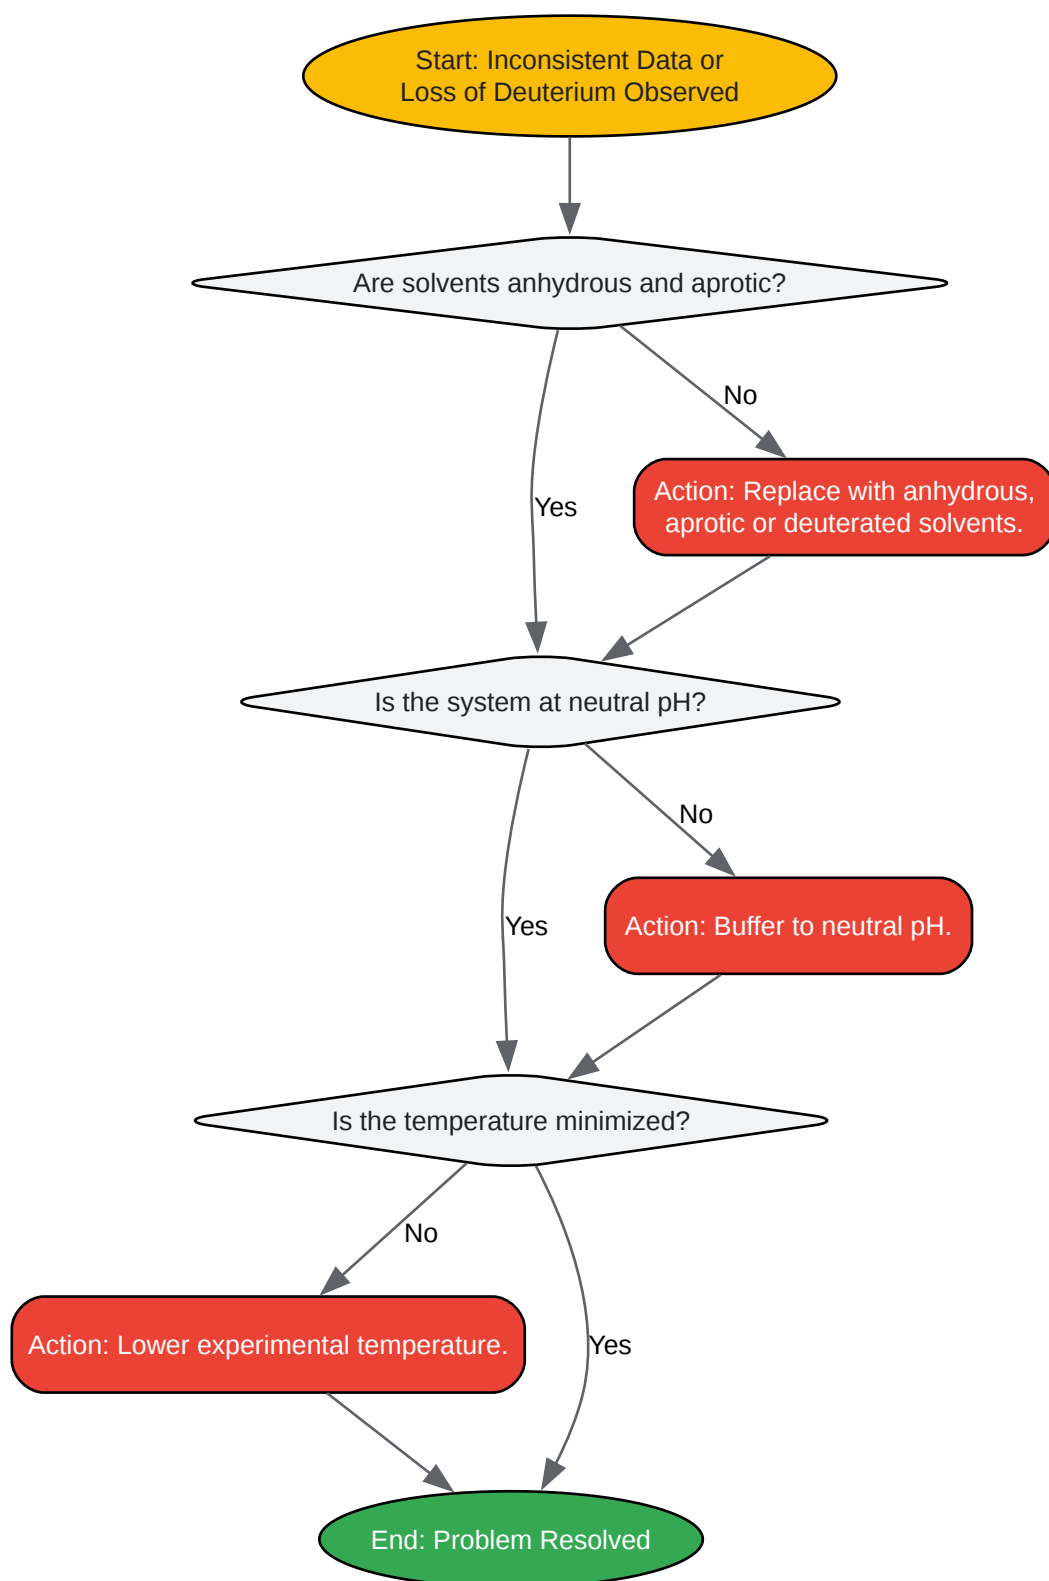 Start: Inconsistent Data or
Loss of Deuterium Observed
Are solvents anhydrous and aprotic?
No
Action: Replace with anhydrous,
aprotic or deuterated solvents.
Yes
Is the system at neutral pH?
No
Yes
Action: Buffer to neutral pH.
Is the temperature minimized?
No
Action: Lower experimental temperature.
Yes
End: Problem Resolved